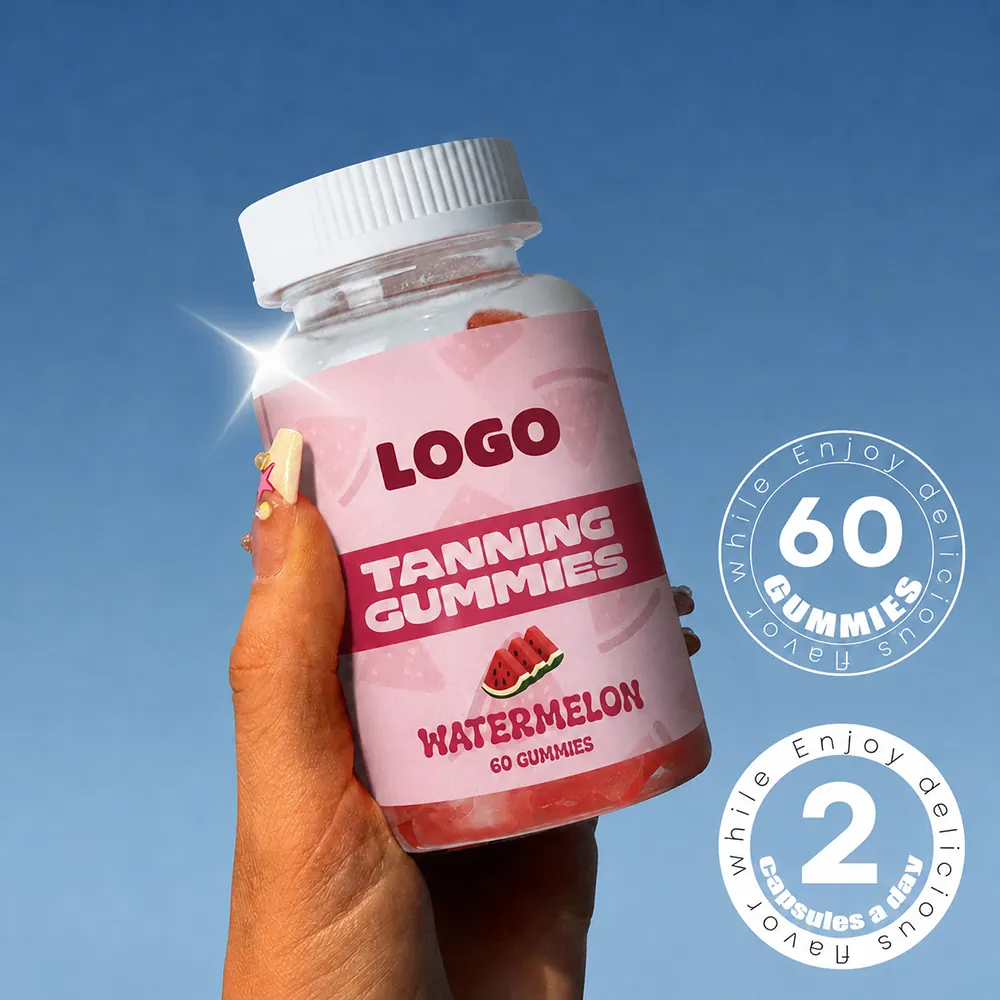 LOGO
TANNING
GUMMIES
WATERMELON
60 GUMMIES
while Enjoy delicious flavor
60
GUMMIES
while Enjoy delicious flavor
2
capsules a day